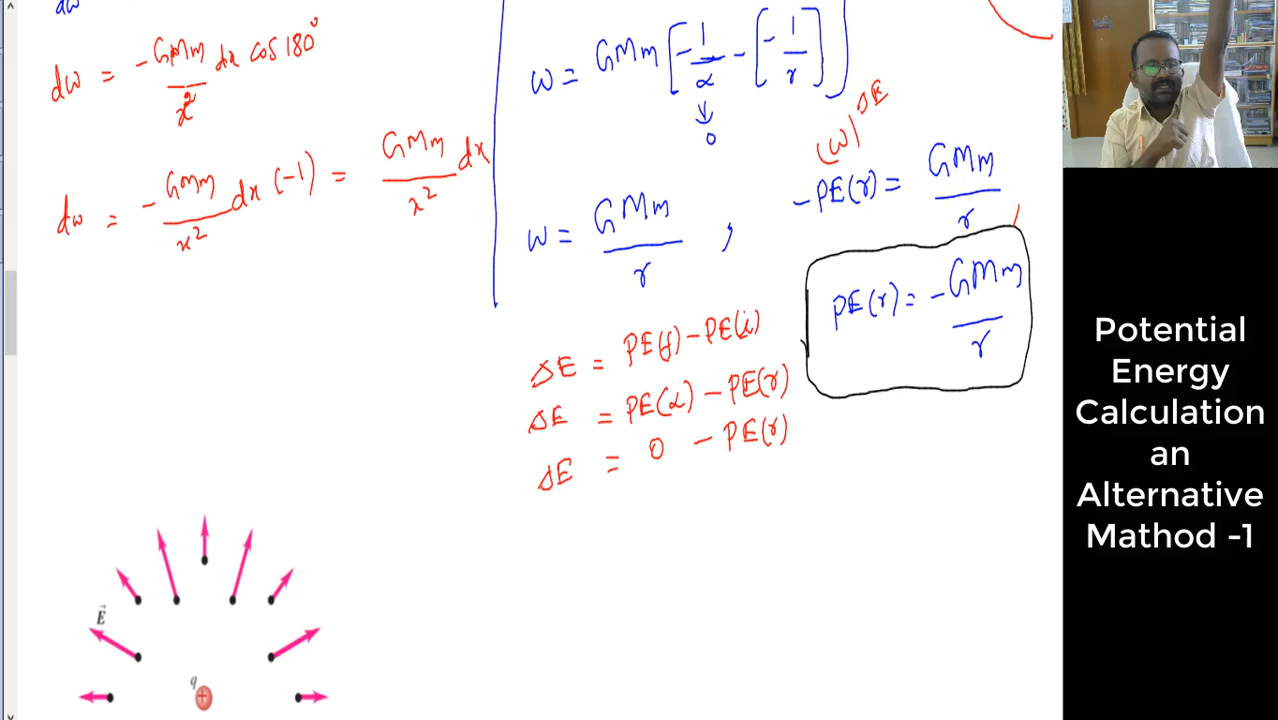 dw
dw = -GMm/x² dx cos 180°
dw = -GMm/x² dx (-1) = GMm/x² dx
w = GMm [-1/α - [-1/r]]
↓
0
w = GMm/r ,
(w) ΔE
-PE(r) = GMm/r
PE(r) = -GMm/r
ΔE = PE(f) - PE(i)
ΔE = PE(α) - PE(r)
ΔE = 0 - PE(r)
E
q
+
Potential
Energy
Calculation
an
Alternative
Mathod -1